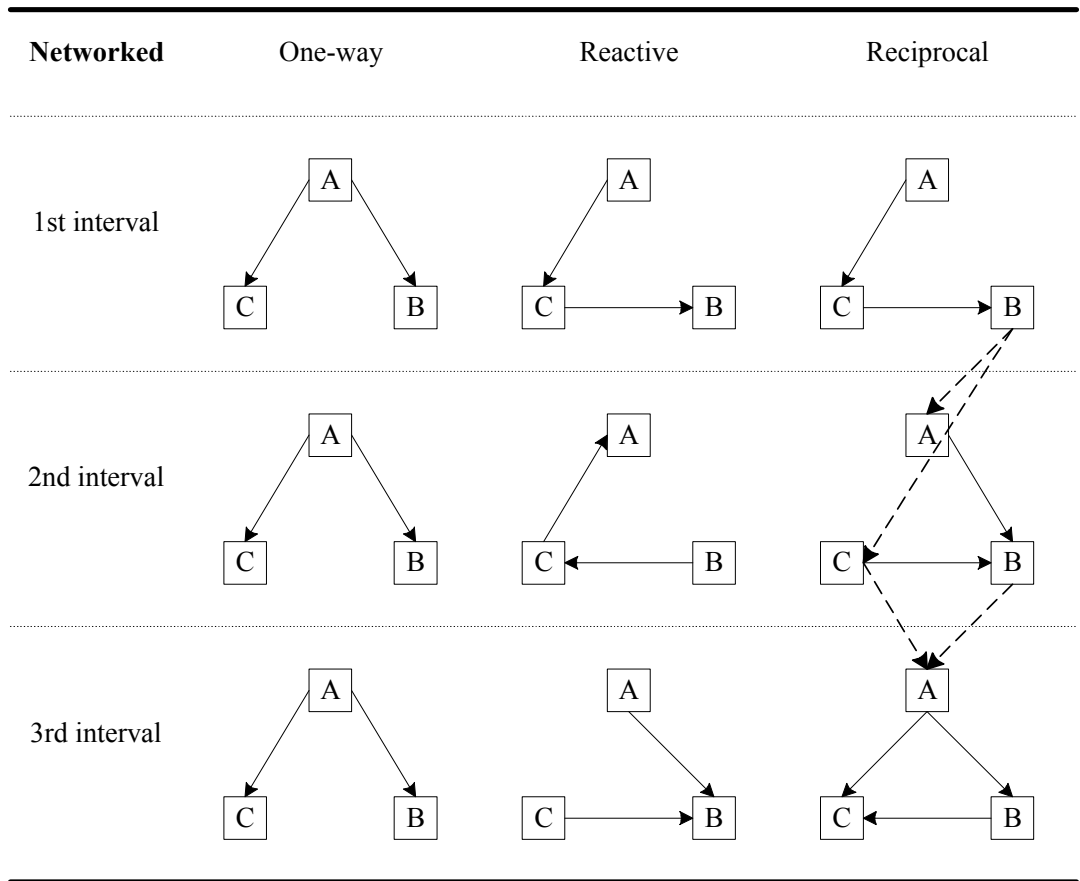 Networked One-way Reactive Reciprocal
A A A
1st interval
C B C B C B
A A A
2nd interval
C B C B C B
A A A
3rd interval
C B C B C B